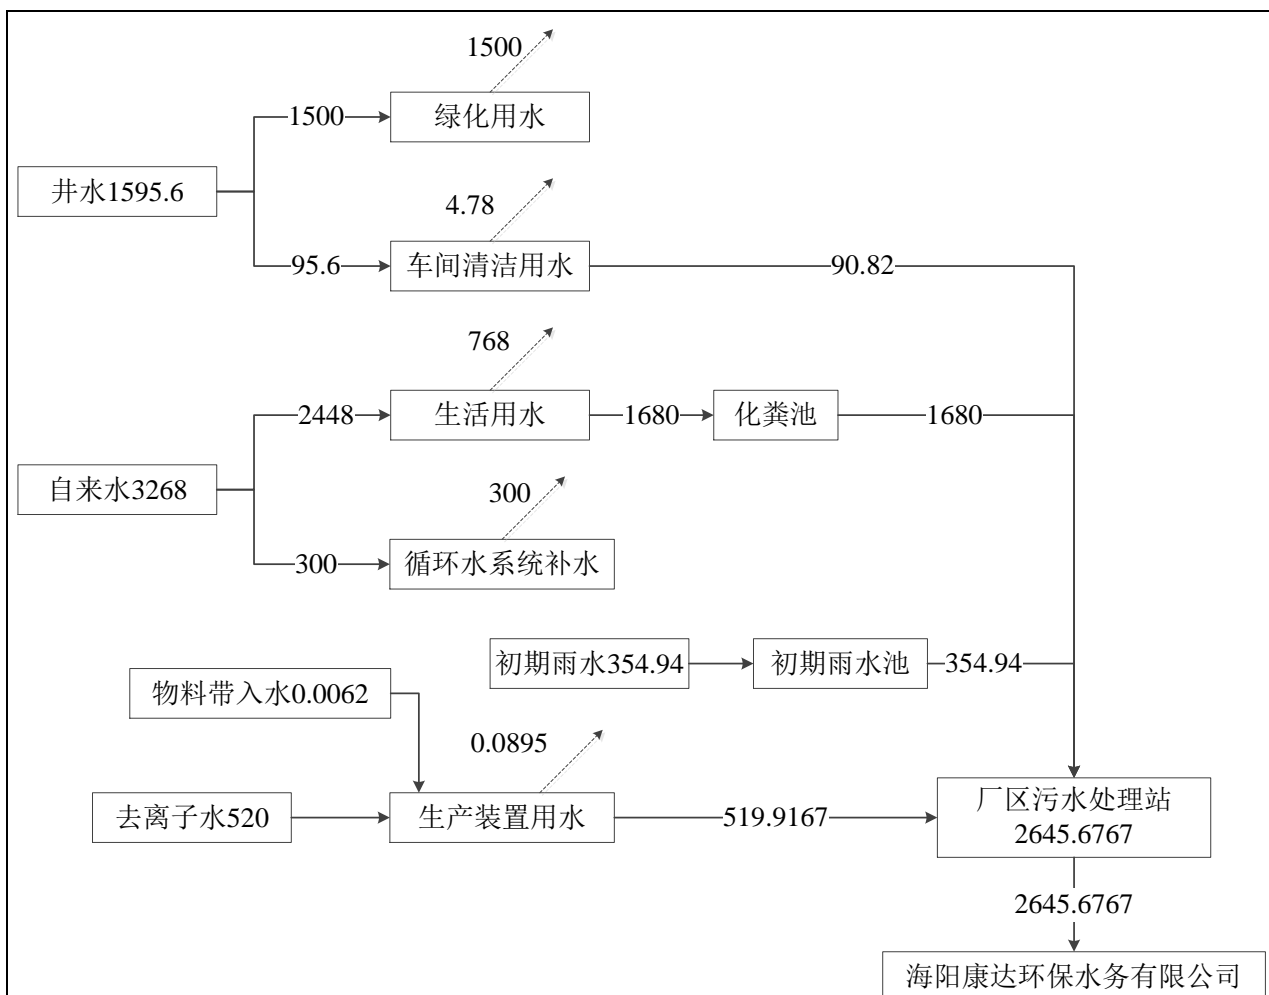 1500
1500
绿化用水
井水1595.6
4.78
95.6
车间清洁用水
90.82
768
2448
生活用水
1680
化粪池
1680
自来水3268
300
300
循环水系统补水
初期雨水354.94
初期雨水池
354.94
物料带入水0.0062
0.0895
去离子水520
生产装置用水
519.9167
厂区污水处理站
2645.6767
2645.6767
海阳康达环保水务有限公司